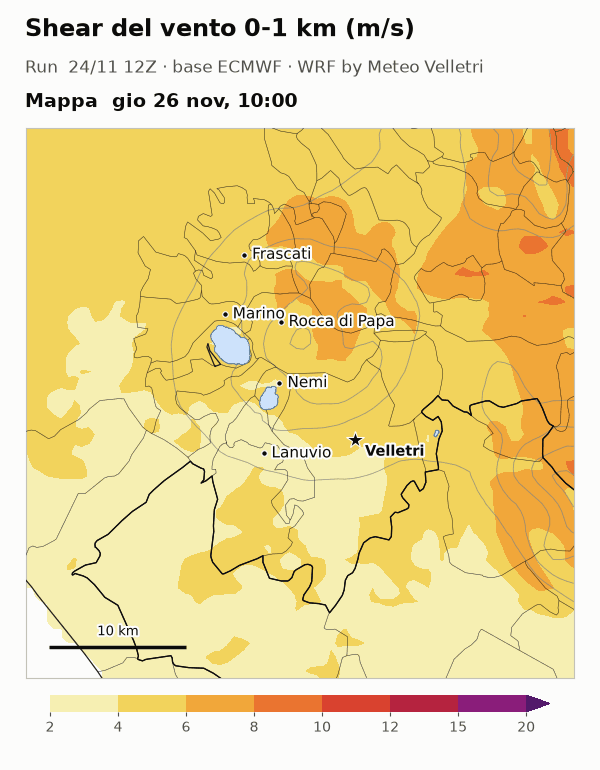 Shear del vento 0-1 km (m/s)
Run 24/11 12Z · base ECMWF · WRF by Meteo Velletri
Mappa gio 26 nov, 10:00
Frascati
Marino
Rocca di Papa
Nemi
Velletri
Lanuvio
10 km
2 4 6 8 10 12 15 20